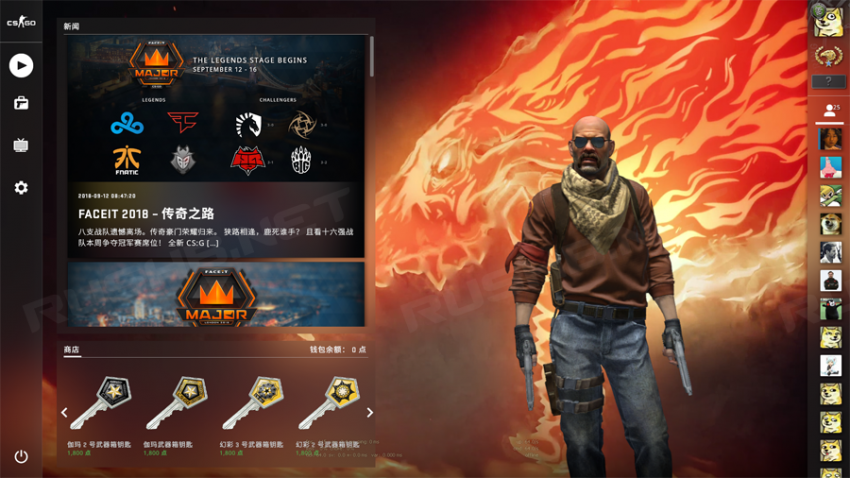 CS:GO
新闻
FACEIT
MAJOR
THE LEGENDS STAGE BEGINS
SEPTEMBER 12 - 16
LEGENDS
CHALLENGERS
FNATIC
BIG
2018-09-12 08:47:20
FACEIT 2018 – 传奇之路
八支战队遗憾离场。传奇豪门荣耀归来。 狭路相逢,鹿死谁手? 且看十六强战
队本周争夺冠军赛席位! 全新 CS:G [...]
FACEIT
MAJOR
LONDON 2018
商店
钱包余额: 0 点
伽玛 2 号武器箱钥匙
伽玛武器箱钥匙
幻彩 3 号武器箱钥匙
幻彩 2 号武器箱钥匙
1,800 点
1,800 点
1,800 点
1,800 点
?
25